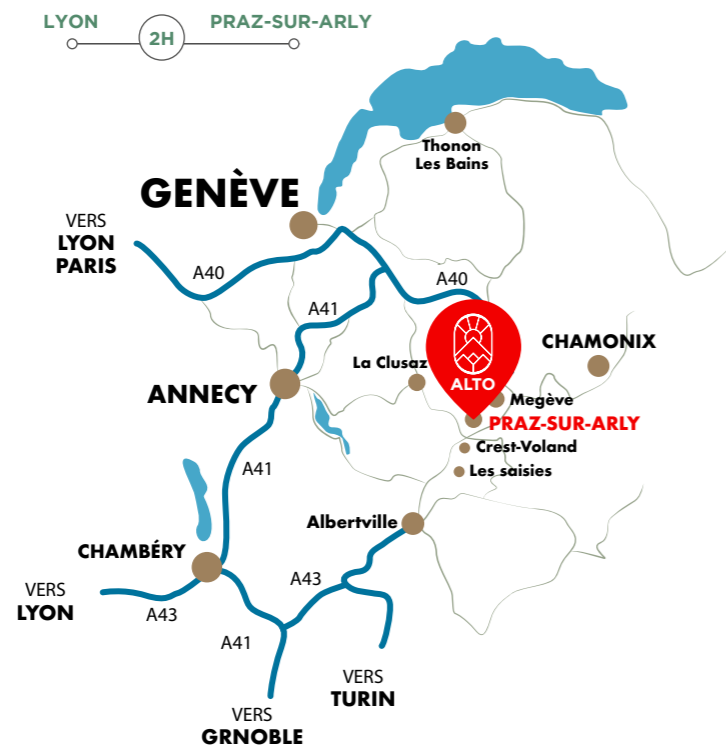 LYON
PRAZ-SUR-ARLY
2H
Thonon
Les Bains
GENÈVE
VERS
LYON
PARIS
A40
A40
A41
La Clusaz
CHAMONIX
ALTO
ANNECY
Megève
PRAZ-SUR-ARLY
Crest-Voland
Les saisies
A41
Albertville
CHAMBÉRY
A43
VERS
LYON
A43
A41
VERS
TURIN
VERS
GRNOBLE